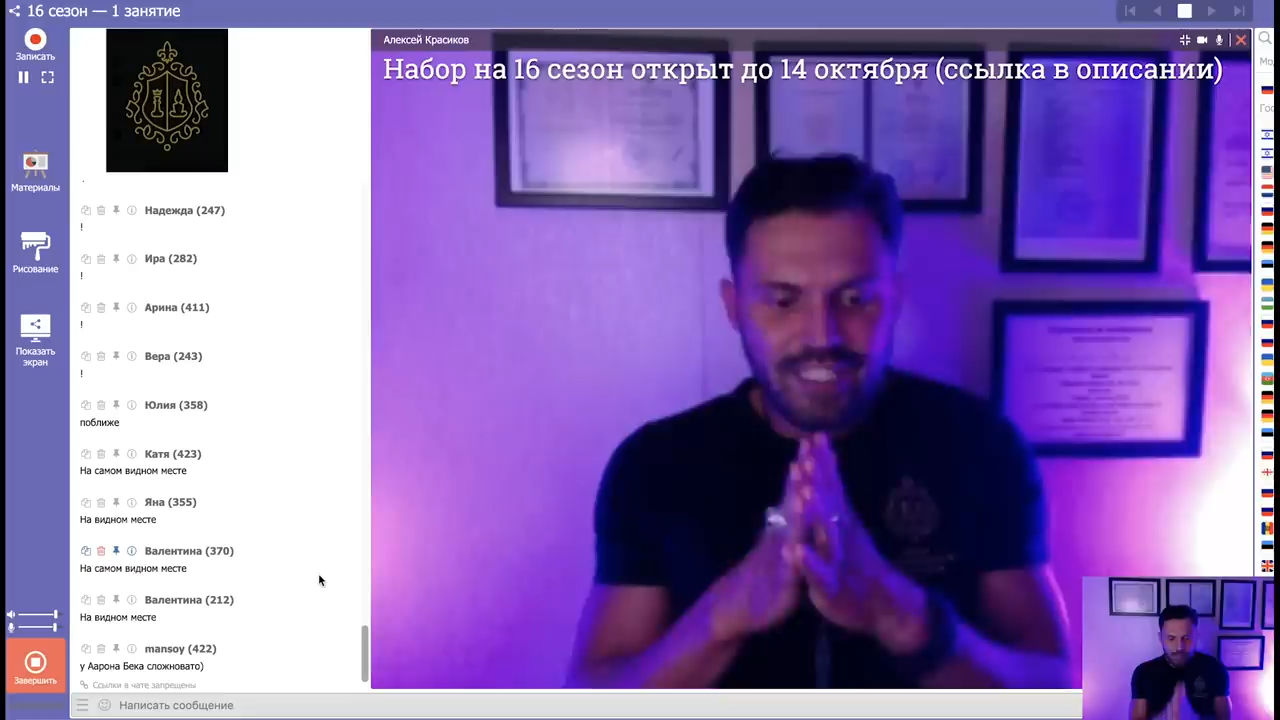 16 сезон — 1 занятие
Записать
Материалы
Рисование
Показать
экран
Завершить
Надежда (247)
!
Ира (282)
!
Арина (411)
!
Вера (243)
!
Юлия (358)
поближе
Катя (423)
На самом видном месте
Яна (355)
На видном месте
Валентина (370)
На самом видном месте
Валентина (212)
На видном месте
mansoy (422)
у Аарона Бека сложновато)
Ссылки в чате запрещены
Написать сообщение
Алексей Красиков
Набор на 16 сезон открыт до 14 октября (ссылка в описании)
Мо
Гос